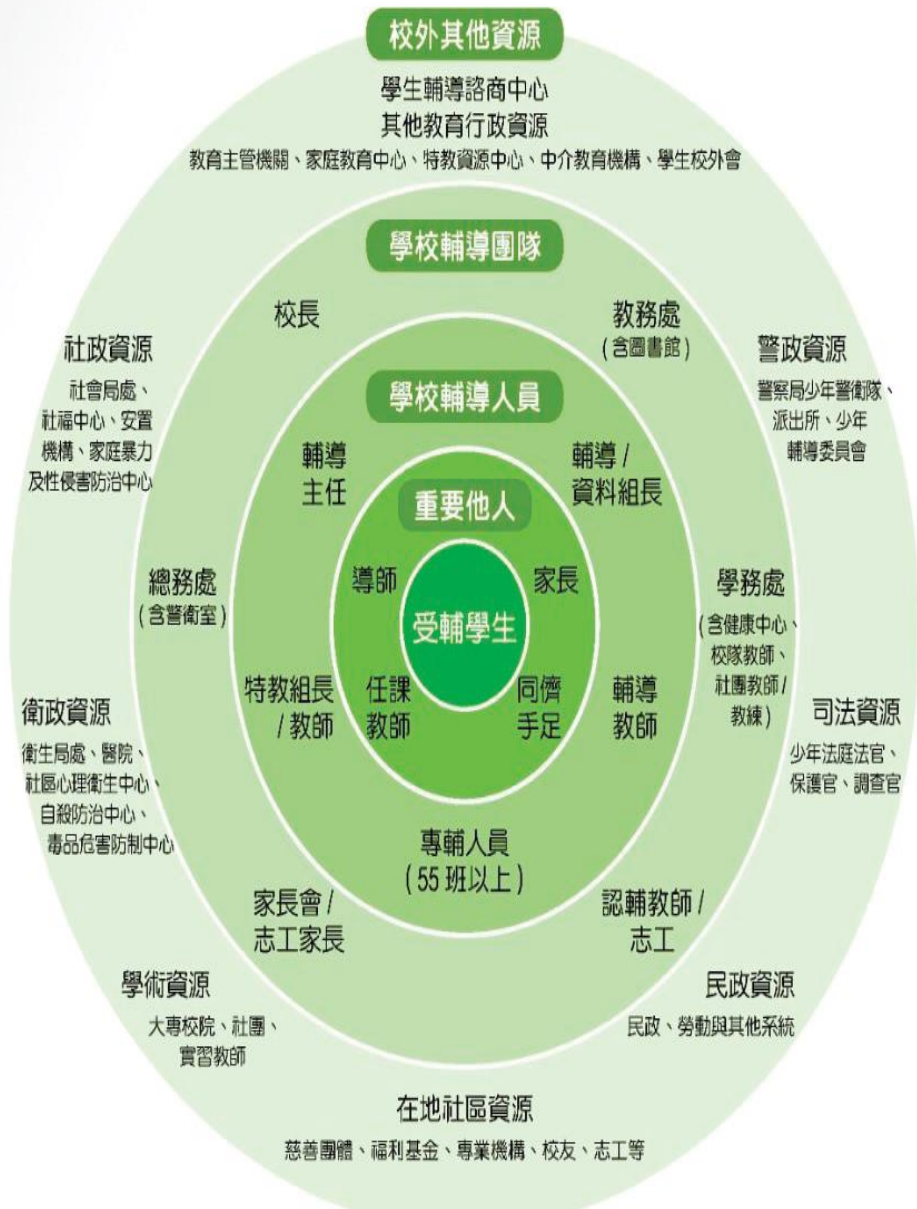 校外其他資源
學生輔導諮商中心
其他教育行政資源
教育主管機關、家庭教育中心、特教資源中心、中介教育機構、學生校外會
學校輔導團隊
校長
教務處
(含圖書館)
社政資源
社會局處、
社福中心、安置
機構、家庭暴力
及性侵害防治中心
警政資源
警察局少年警衛隊、
派出所、少年
輔導委員會
學校輔導人員
輔導
主任
輔導 /
資料組長
重要他人
導師
家長
受輔學生
任課
教師
同儕
手足
總務處
(含警衛室)
學務處
(含健康中心、
校隊教師、
社團教師 /
教練)
特教組長
/ 教師
輔導
教師
衛政資源
衛生局處、醫院、
社區心理衛生中心、
自殺防治中心、
毒品危害防制中心
司法資源
少年法庭法官、
保護官、調查官
專輔人員
(55 班以上)
家長會 /
志工家長
認輔教師 /
志工
學術資源
大專校院、社團、
實習教師
民政資源
民政、勞動與其他系統
在地社區資源
慈善團體、福利基金、專業機構、校友、志工等